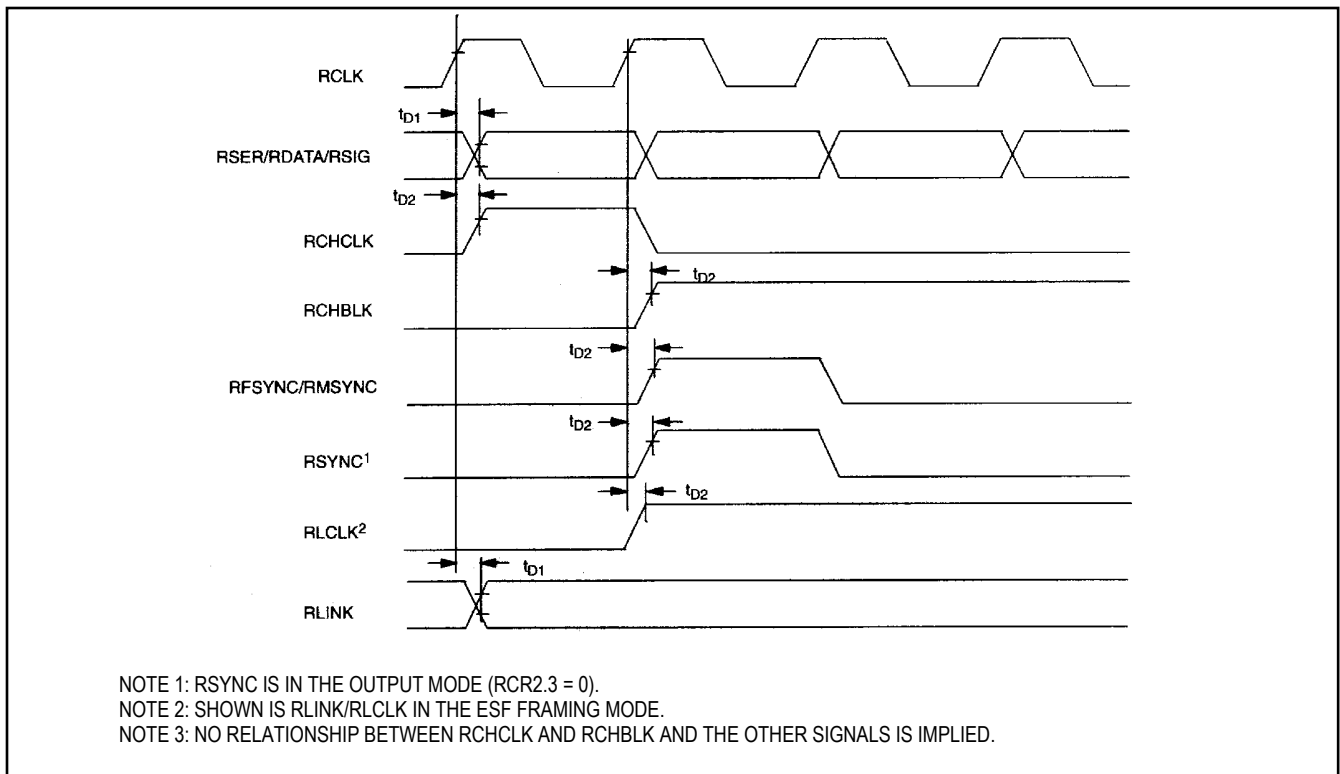 RCLK
tD1
RSER/RDATA/RSIG
tD2
RCHCLK
tD2
RCHBLK
tD2
RFSYNC/RMSYNC
tD2
RSYNC1
tD2
RLCLK2
tD1
RLINK
NOTE 1: RSYNC IS IN THE OUTPUT MODE (RCR2.3 = 0).
NOTE 2: SHOWN IS RLINK/RLCLK IN THE ESF FRAMING MODE.
NOTE 3: NO RELATIONSHIP BETWEEN RCHCLK AND RCHBLK AND THE OTHER SIGNALS IS IMPLIED.